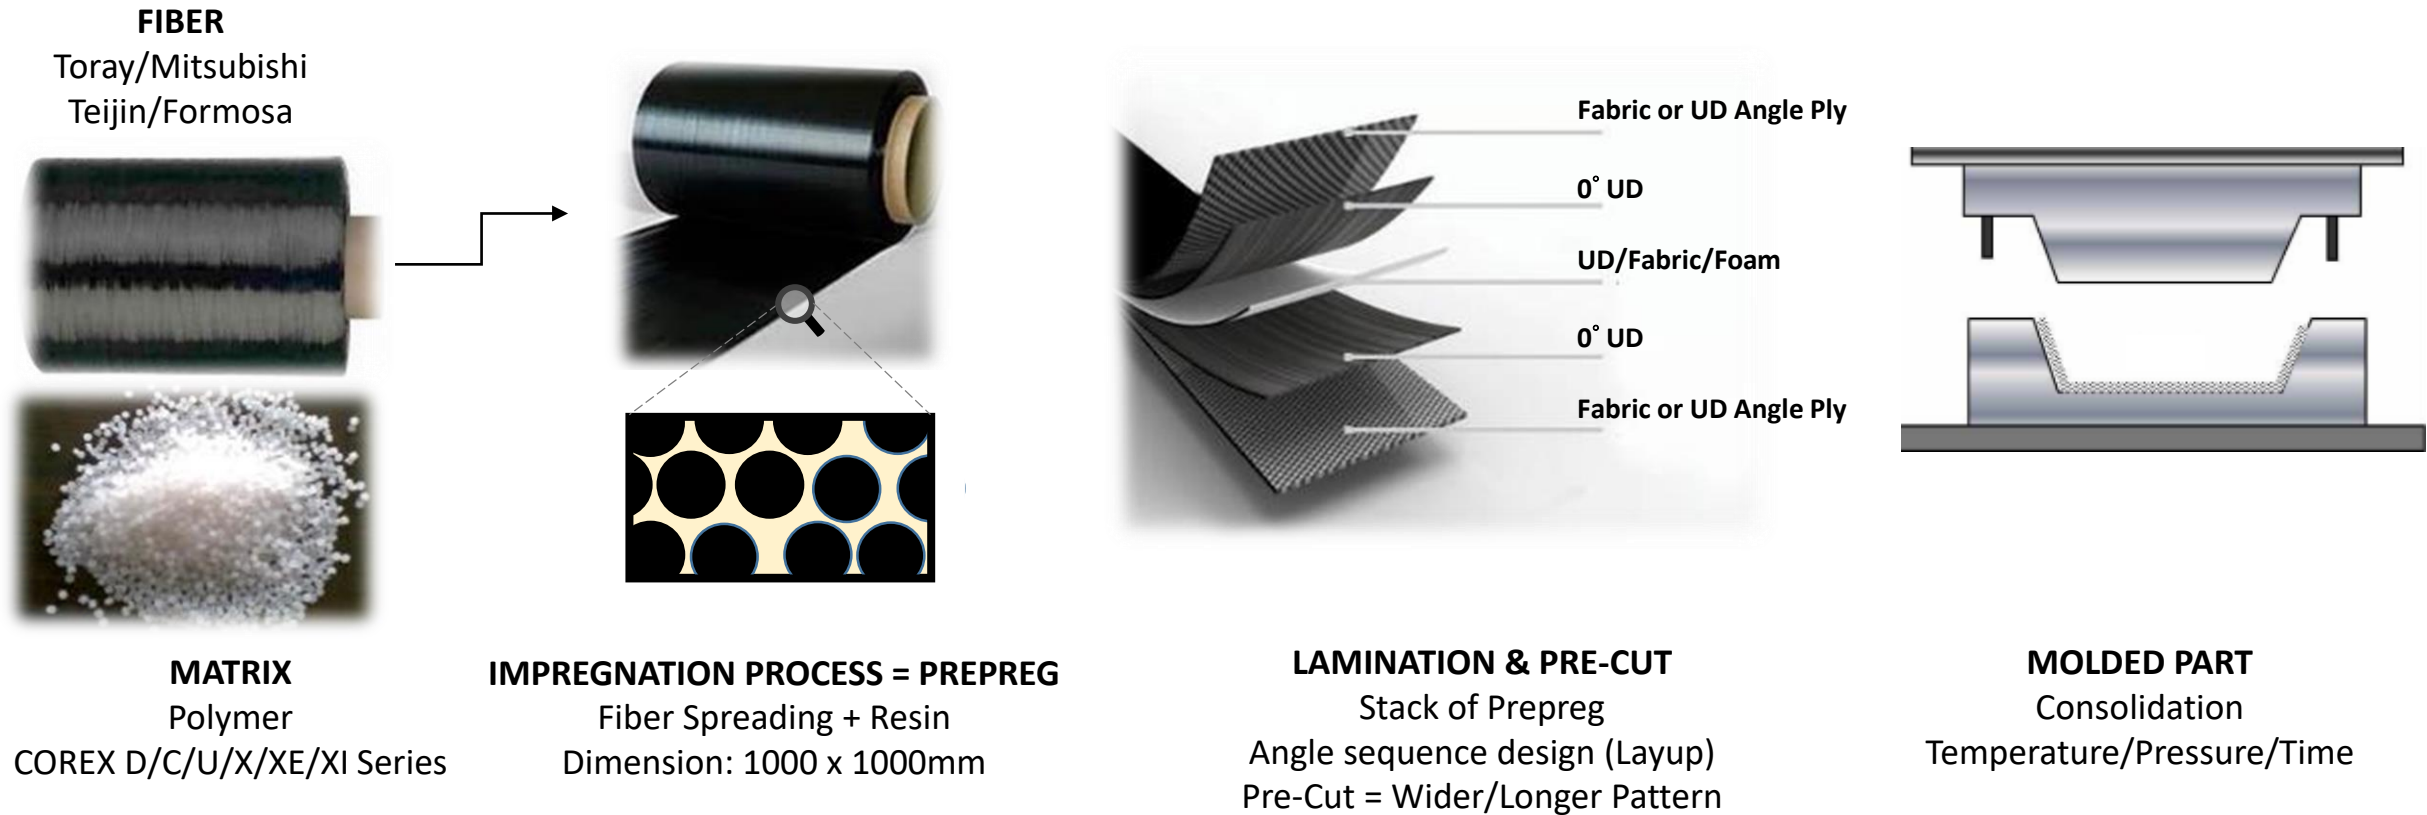 FIBER
Toray/Mitsubishi
Teijin/Formosa
MATRIX
Polymer
COREX D/C/U/X/XE/XI Series
IMPREGNATION PROCESS = PREPREG
Fiber Spreading + Resin
Dimension: 1000 x 1000mm
Fabric or UD Angle Ply
0° UD
UD/Fabric/Foam
0° UD
Fabric or UD Angle Ply
LAMINATION & PRE-CUT
Stack of Prepreg
Angle sequence design (Layup)
Pre-Cut = Wider/Longer Pattern
MOLDED PART
Consolidation
Temperature/Pressure/Time